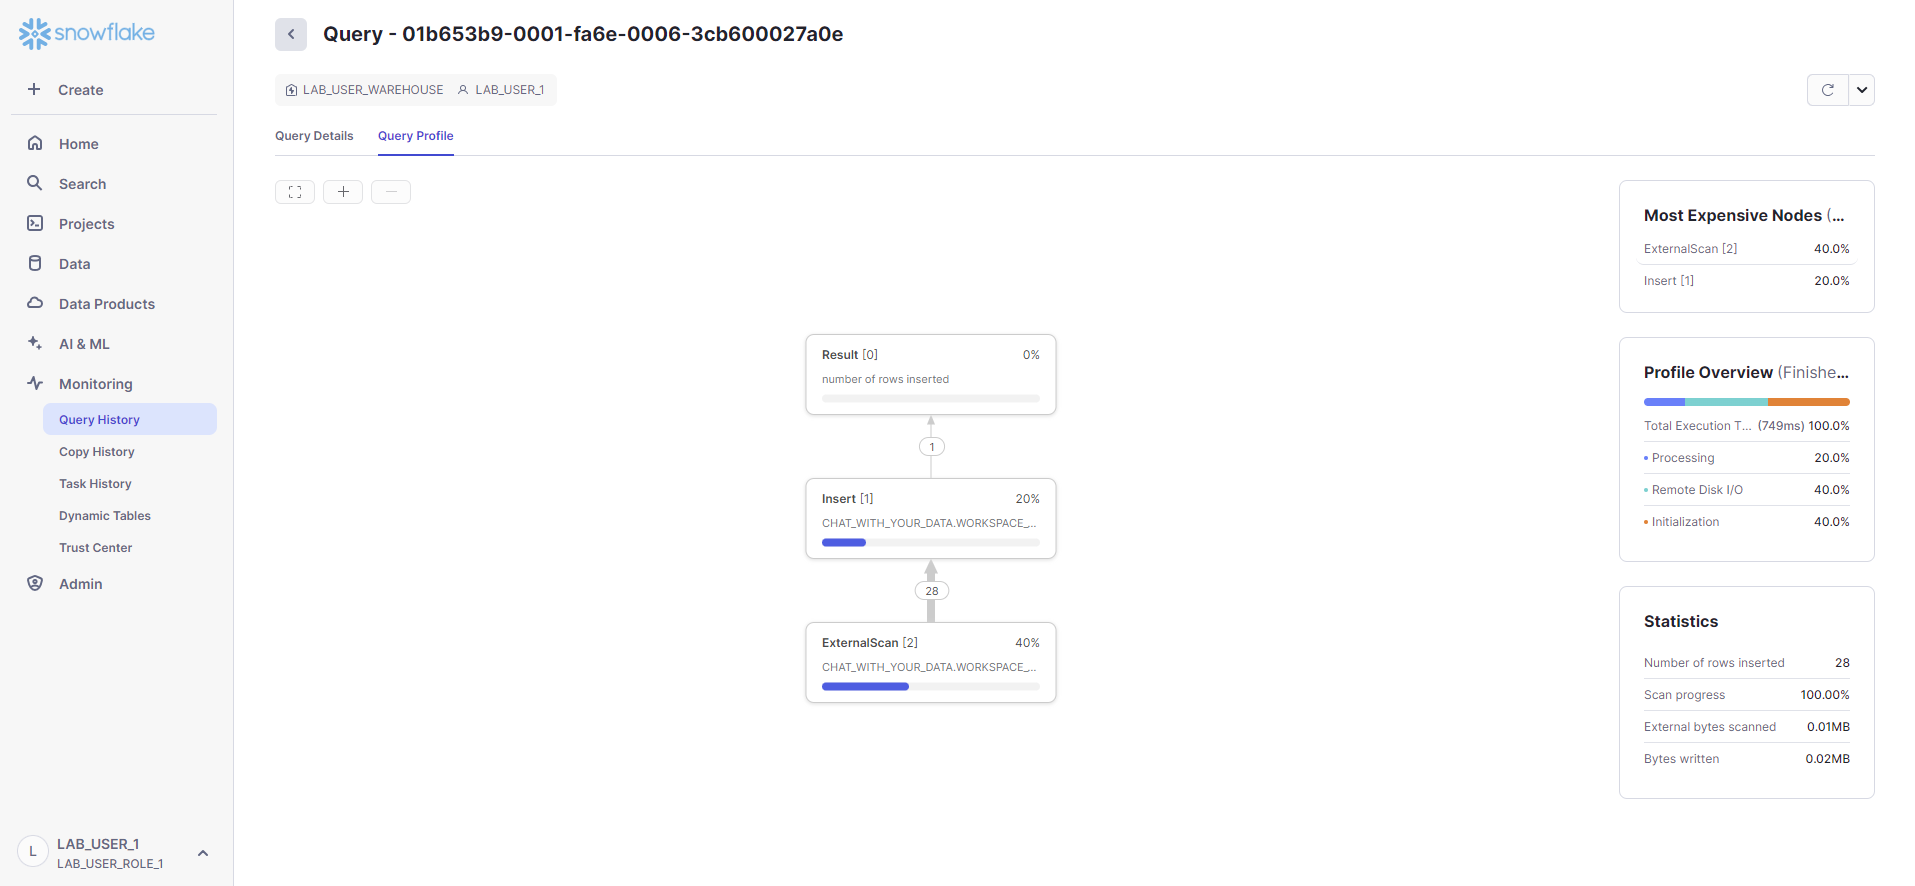 snowflake
Create
Home
Search
Projects
Data
Data Products
AI & ML
Monitoring
Query History
Copy History
Task History
Dynamic Tables
Trust Center
Admin
L
LAB_USER_1
LAB_USER_ROLE_1
Query - 01b653b9-0001-fa6e-0006-3cb600027a0e
LAB_USER_WAREHOUSE LAB_USER_1
Query Details Query Profile
Result [0] 0%
number of rows inserted
1
Insert [1] 20%
CHAT_WITH_YOUR_DATA.WORKSPACE_...
28
ExternalScan [2] 40%
CHAT_WITH_YOUR_DATA.WORKSPACE_...
Most Expensive Nodes (...
ExternalScan [2] 40.0%
Insert [1] 20.0%
Profile Overview (Finishe...
Total Execution T... (749ms) 100.0%
Processing 20.0%
Remote Disk I/O 40.0%
Initialization 40.0%
Statistics
Number of rows inserted 28
Scan progress 100.00%
External bytes scanned 0.01MB
Bytes written 0.02MB